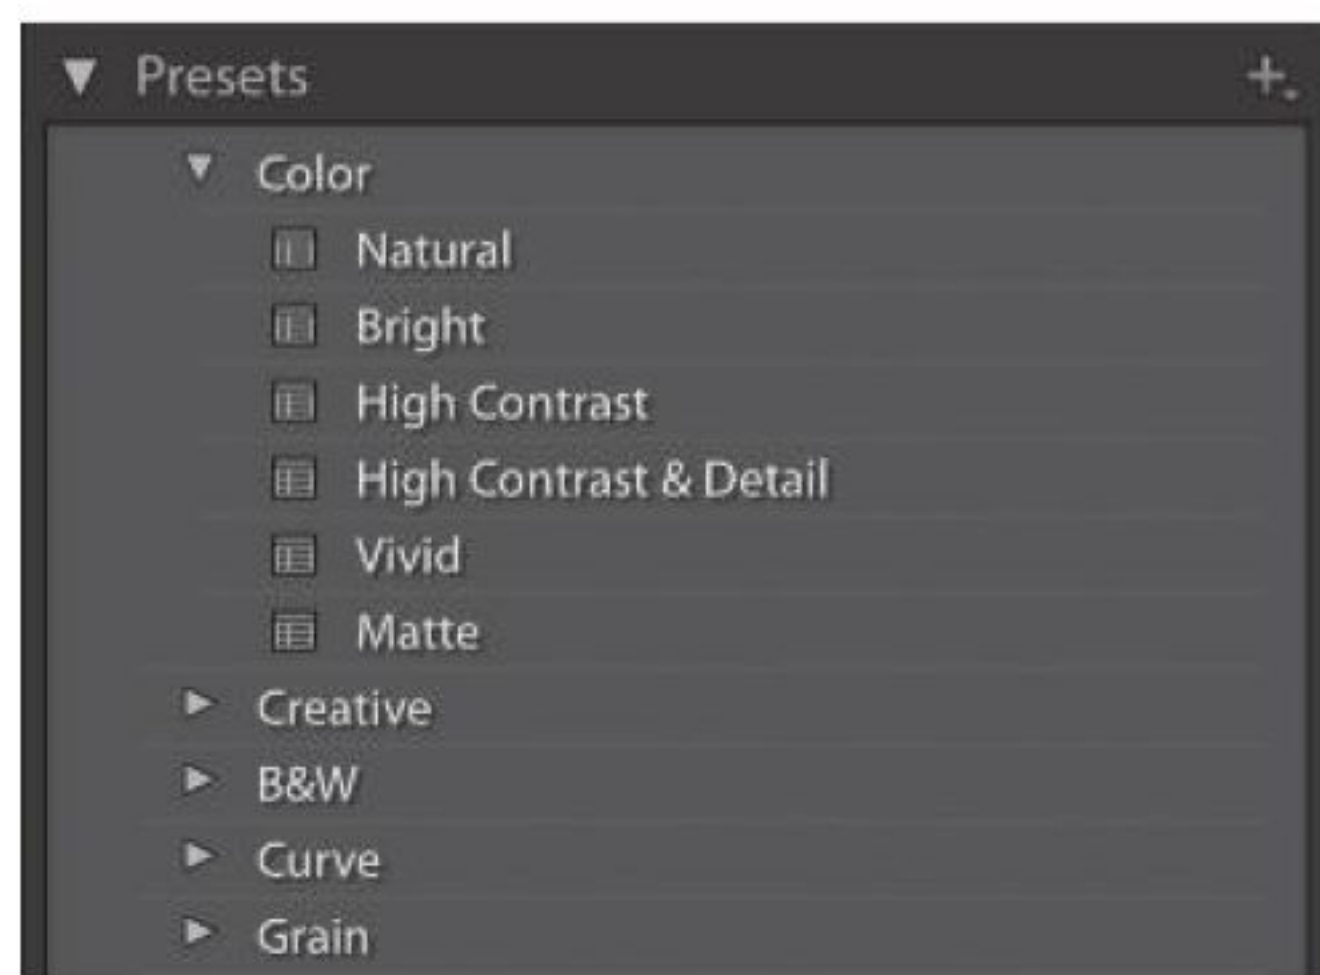 Presets
Color
Natural
Bright
High Contrast
High Contrast & Detail
Vivid
Matte
Creative
B&W
Curve
Grain